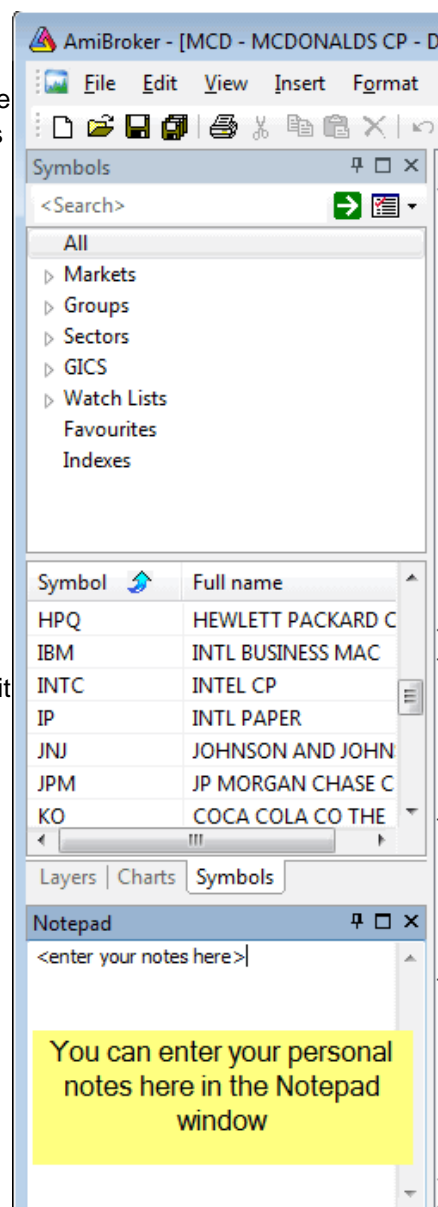 AmiBroker - [MCD - MCDONALDS CP - D
File Edit View Insert Format
e
s
Symbols
<Search>
All
Markets
Groups
Sectors
GICS
Watch Lists
Favourites
Indexes
Symbol Full name
HPQ HEWLETT PACKARD C
IBM INTL BUSINESS MAC
it
INTC INTEL CP
IP INTL PAPER
JNJ JOHNSON AND JOHN
JPM JP MORGAN CHASE C
KO COCA COLA CO THE
Layers | Charts Symbols
Notepad
<enter your notes here>
You can enter your personal
notes here in the Notepad
window